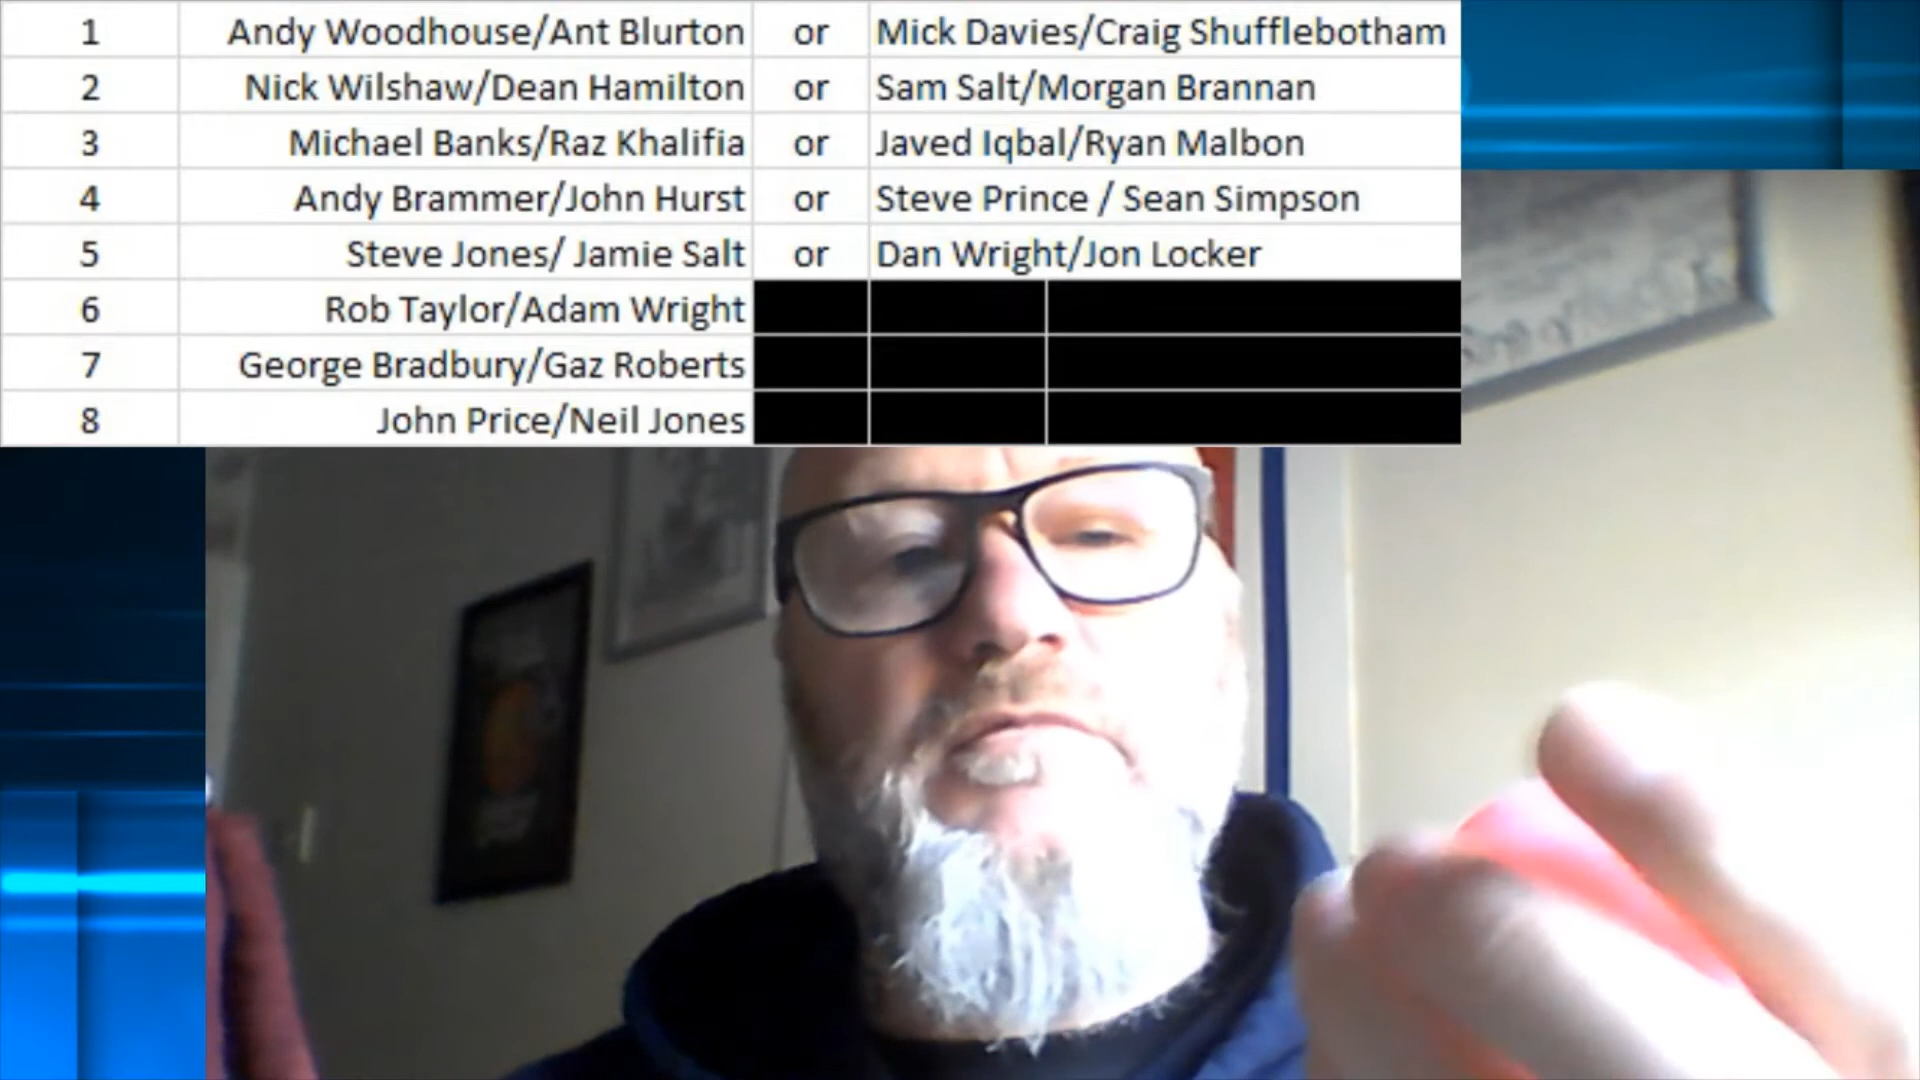 1 Andy Woodhouse/Ant Blurton or Mick Davies/Craig Shufflebotham
2 Nick Wilshaw/Dean Hamilton or Sam Salt/Morgan Brannan
3 Michael Banks/Raz Khalifia or Javed Iqbal/Ryan Malbon
4 Andy Brammer/John Hurst or Steve Prince / Sean Simpson
5 Steve Jones/ Jamie Salt or Dan Wright/Jon Locker
6 Rob Taylor/Adam Wright
7 George Bradbury/Gaz Roberts
8 John Price/Neil Jones